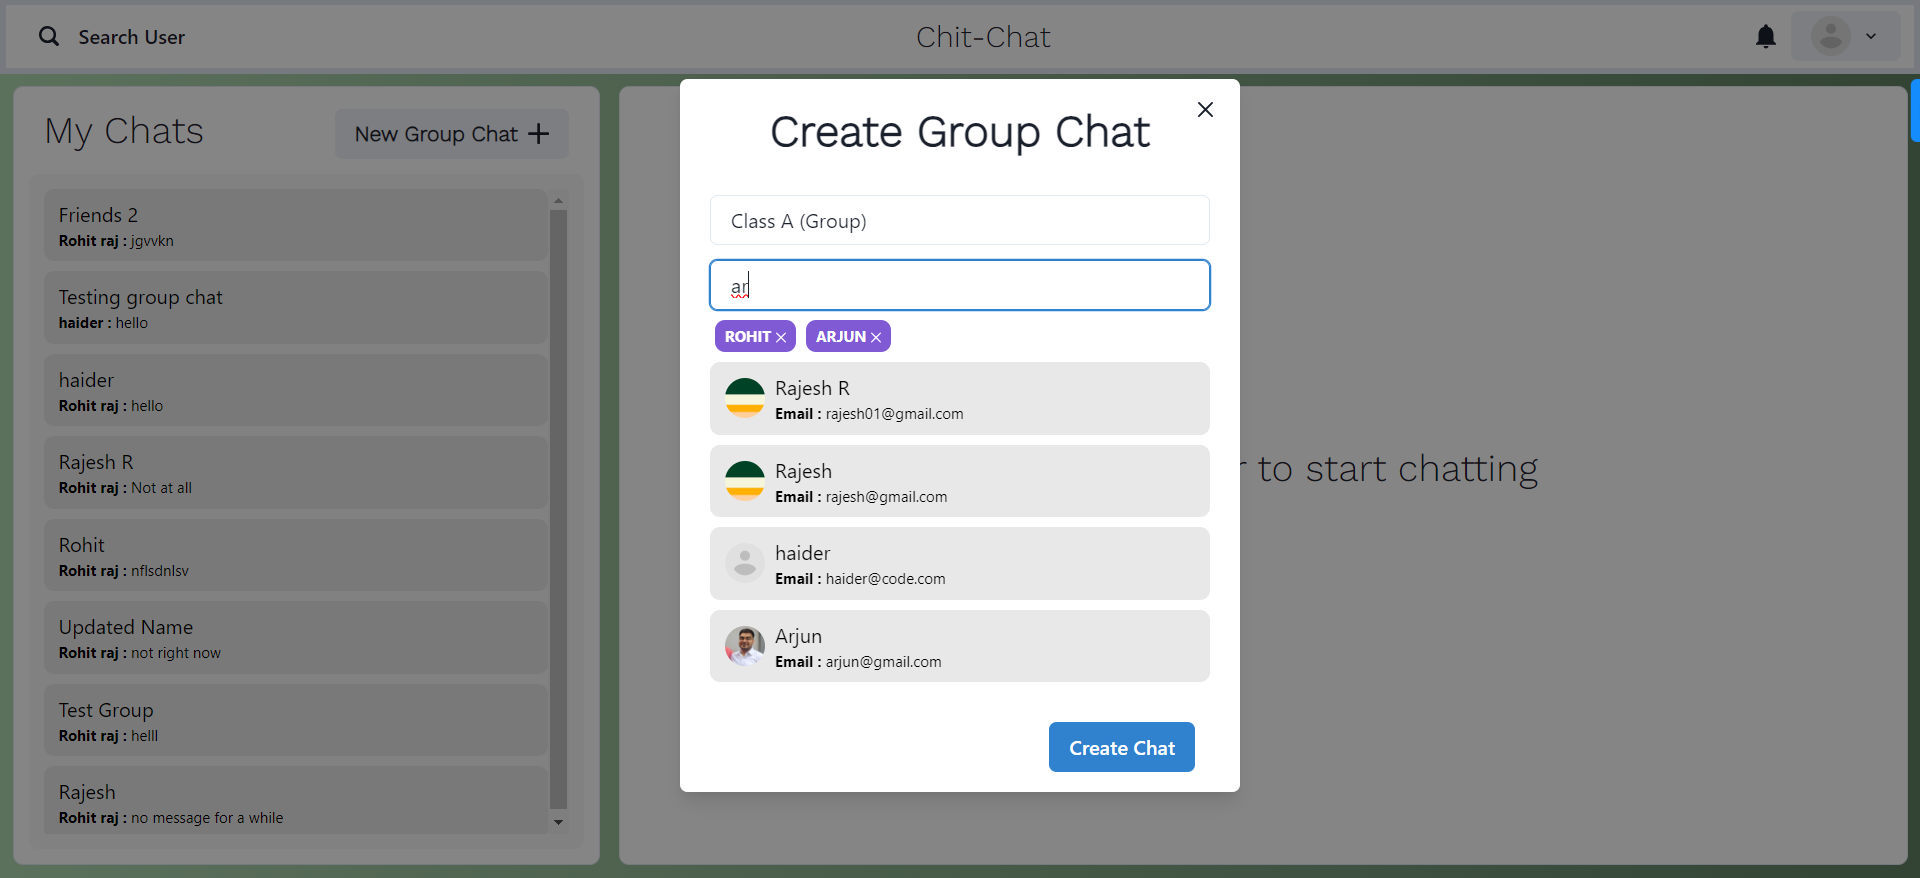 Search User
Chit-Chat
My Chats
New Group Chat
Friends 2
Rohit raj : jgvvkn
Testing group chat
haider : hello
haider
Rohit raj : hello
Rajesh R
Rohit raj : Not at all
Rohit
Rohit raj : nflsdnlsv
Updated Name
Rohit raj : not right now
Test Group
Rohit raj : helll
Rajesh
Rohit raj : no message for a while
Create Group Chat
Class A (Group)
ar
ROHIT ARJUN
Rajesh R
Email : rajesh01@gmail.com
Rajesh
Email : rajesh@gmail.com
haider
Email : haider@code.com
Arjun
Email : arjun@gmail.com
Create Chat
to start chatting